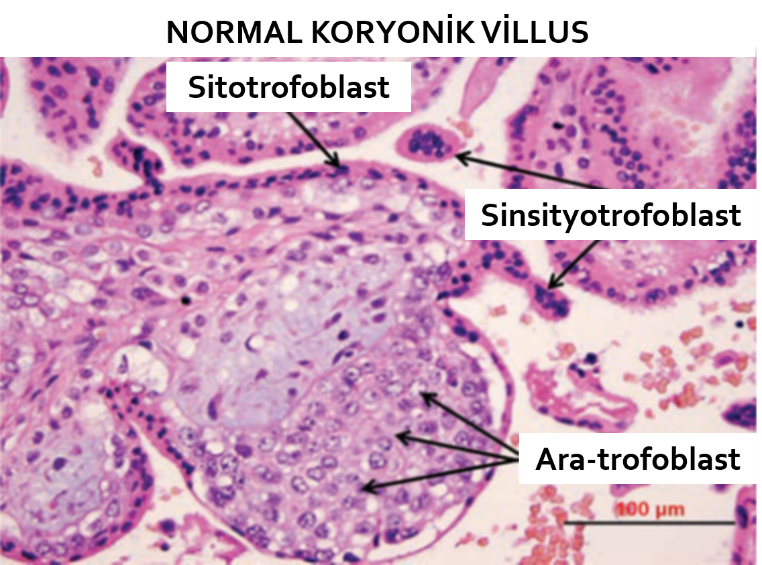 NORMAL KORYONİK VİLLUS
Sitotrofoblast
Sinsityotrofoblast
Ara-trofoblast
100 µm